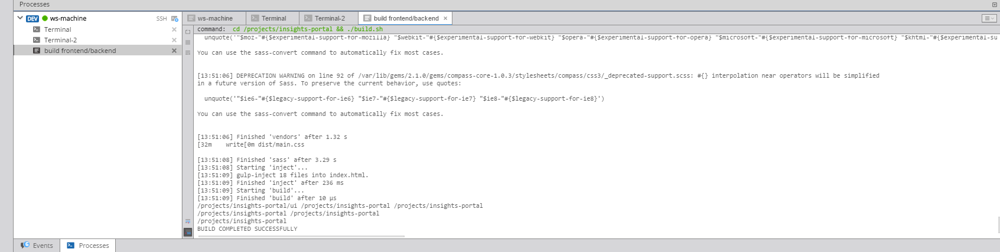 Processes
DEV ws-machine SSH
Terminal
Terminal-2
build frontend/backend
ws-machine Terminal Terminal-2 build frontend/backend
command: cd /projects/insights-portal && ./build.sh
unquote('"$moz-"#{$experimental-support-for-mozilla} "$webkit-"#{$experimental-support-for-webkit} "$opera-"#{$experimental-support-for-opera} "$microsoft-"#{$experimental-support-for-microsoft} "$khtml-"#{$experimental-su
You can use the sass-convert command to automatically fix most cases.
[13:51:06] DEPRECATION WARNING on line 92 of /var/lib/gems/2.1.0/gems/compass-core-1.0.3/stylesheets/compass/css3/_deprecated-support.scss: #{} interpolation near operators will be simplified
in a future version of Sass. To preserve the current behavior, use quotes:
unquote('"$ie6-"#{$legacy-support-for-ie6} "$ie7-"#{$legacy-support-for-ie7} "$ie8-"#{$legacy-support-for-ie8}')
You can use the sass-convert command to automatically fix most cases.
[13:51:06] Finished 'vendors' after 1.32 s
[32m    write[0m dist/main.css
[13:51:08] Finished 'sass' after 3.29 s
[13:51:08] Starting 'inject'...
[13:51:09] gulp-inject 18 files into index.html.
[13:51:09] Finished 'inject' after 236 ms
[13:51:09] Starting 'build'...
[13:51:09] Finished 'build' after 10 µs
/projects/insights-portal/ui /projects/insights-portal /projects/insights-portal
/projects/insights-portal /projects/insights-portal
/projects/insights-portal
BUILD COMPLETED SUCCESSFULLY
6 Events Processes